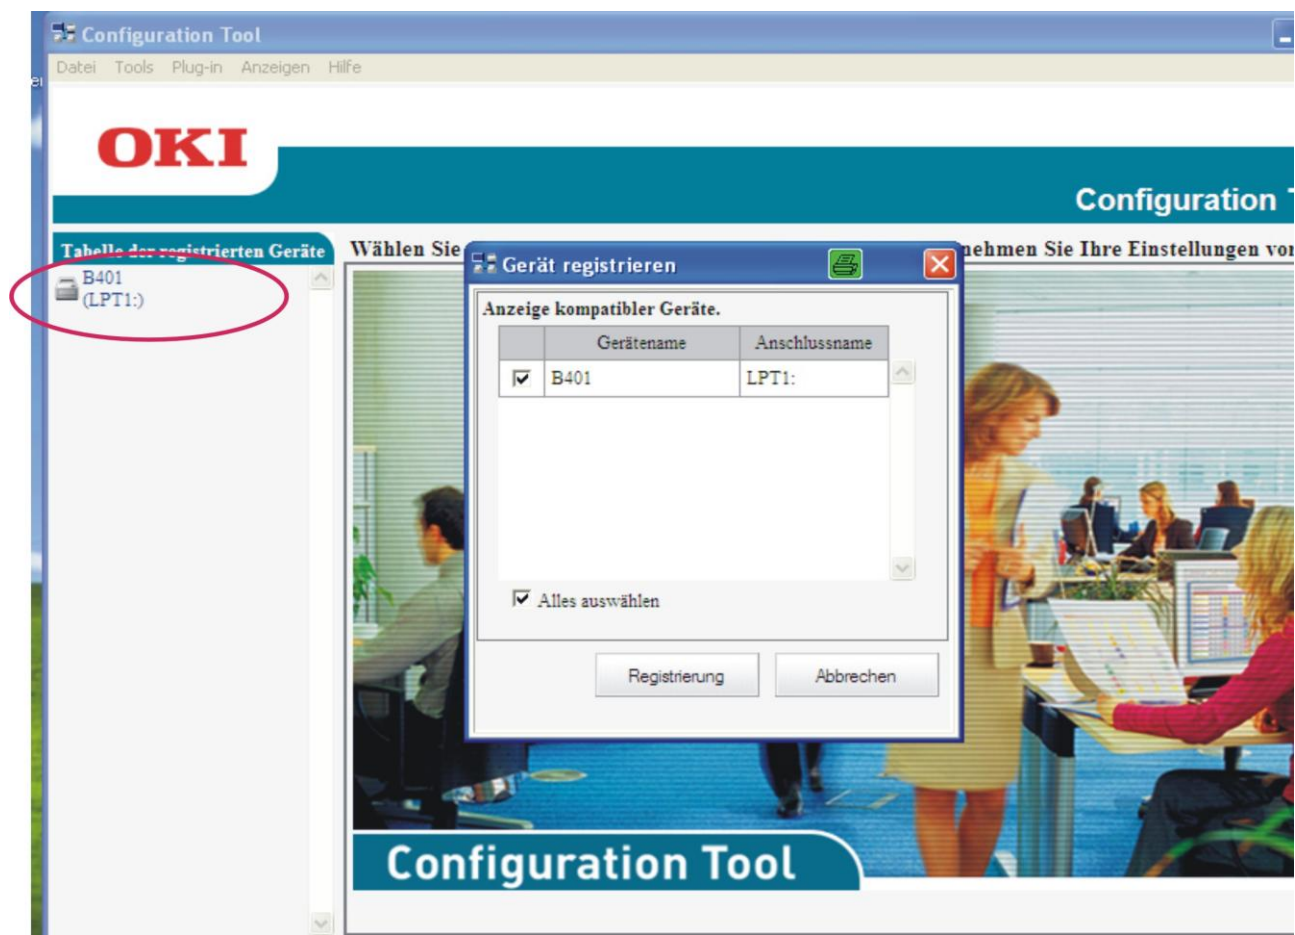 Configuration Tool
Datei Tools Plug-in Anzeigen Hilfe
OKI
Configuration
Tabelle der registrierten Geräte
Wählen Sie
nehmen Sie Ihre Einstellungen vor
B401
(LPT1:)
Gerät registrieren
Anzeige kompatibler Geräte.
Gerätename Anschlussname
B401 LPT1:
Alles auswählen
Registrierung Abbrechen
Configuration Tool